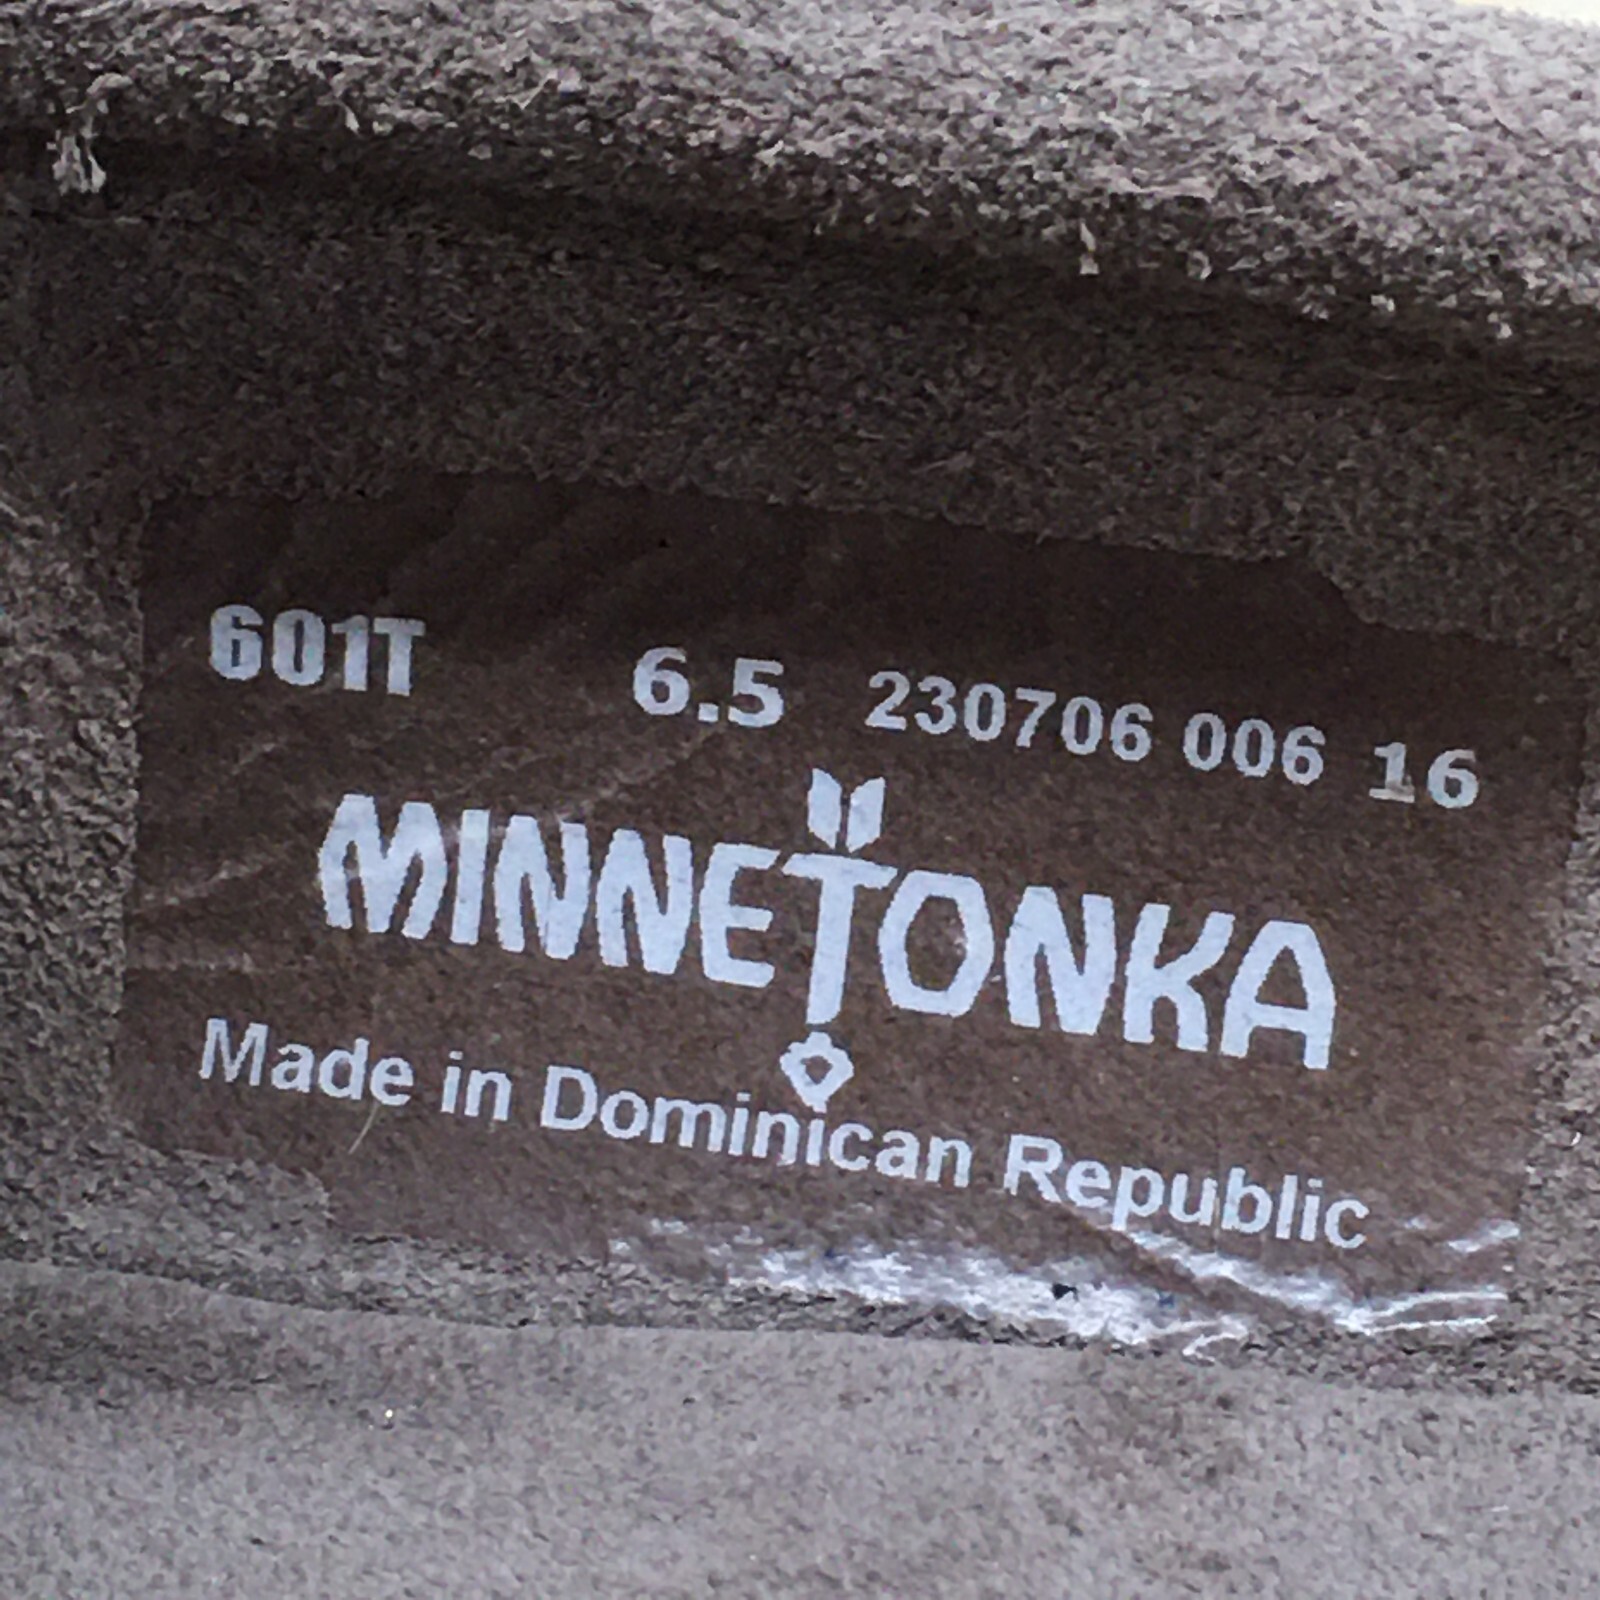 601T 6.5 230706 006 16
MINNETONKA
Made in Dominican Republic